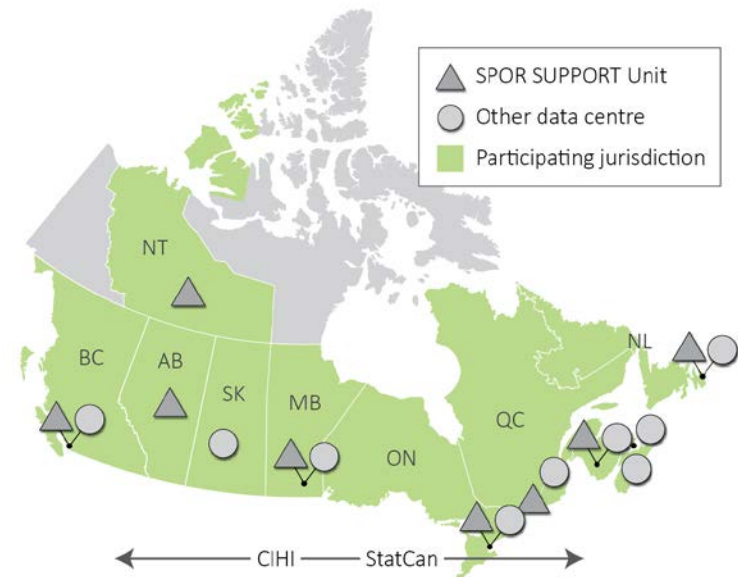 SPOR SUPPORT Unit
Other data centre
Participating jurisdiction
NT
BC
AB
SK
MB
ON
QC
NL
CIHI
StatCan